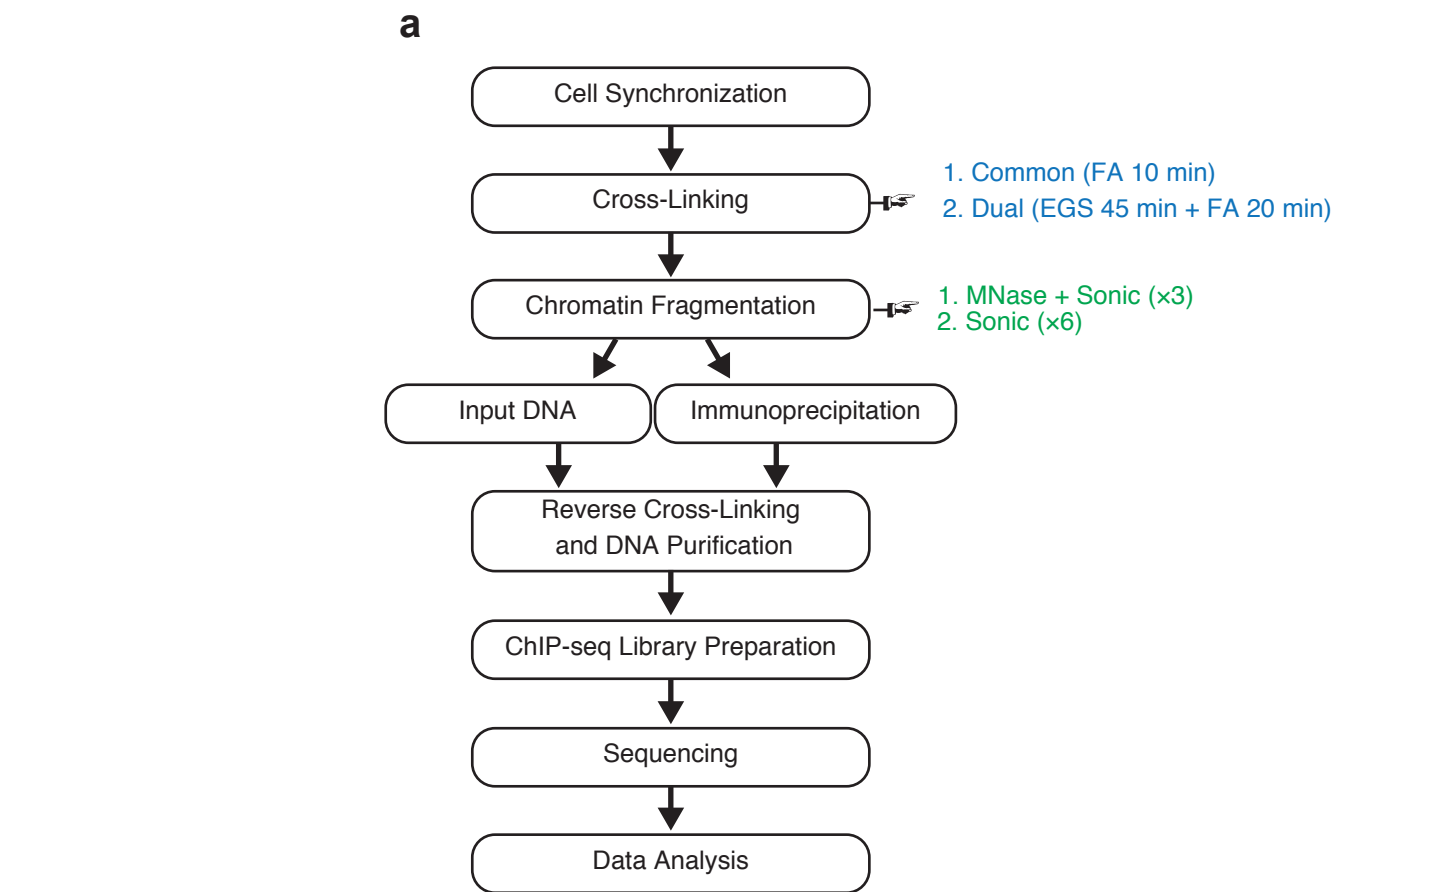 a
Cell Synchronization
Cross-Linking
1. Common (FA 10 min)
2. Dual (EGS 45 min + FA 20 min)
Chromatin Fragmentation
1. MNase + Sonic (×3)
2. Sonic (×6)
Input DNA
Immunoprecipitation
Reverse Cross-Linking
and DNA Purification
ChIP-seq Library Preparation
Sequencing
Data Analysis